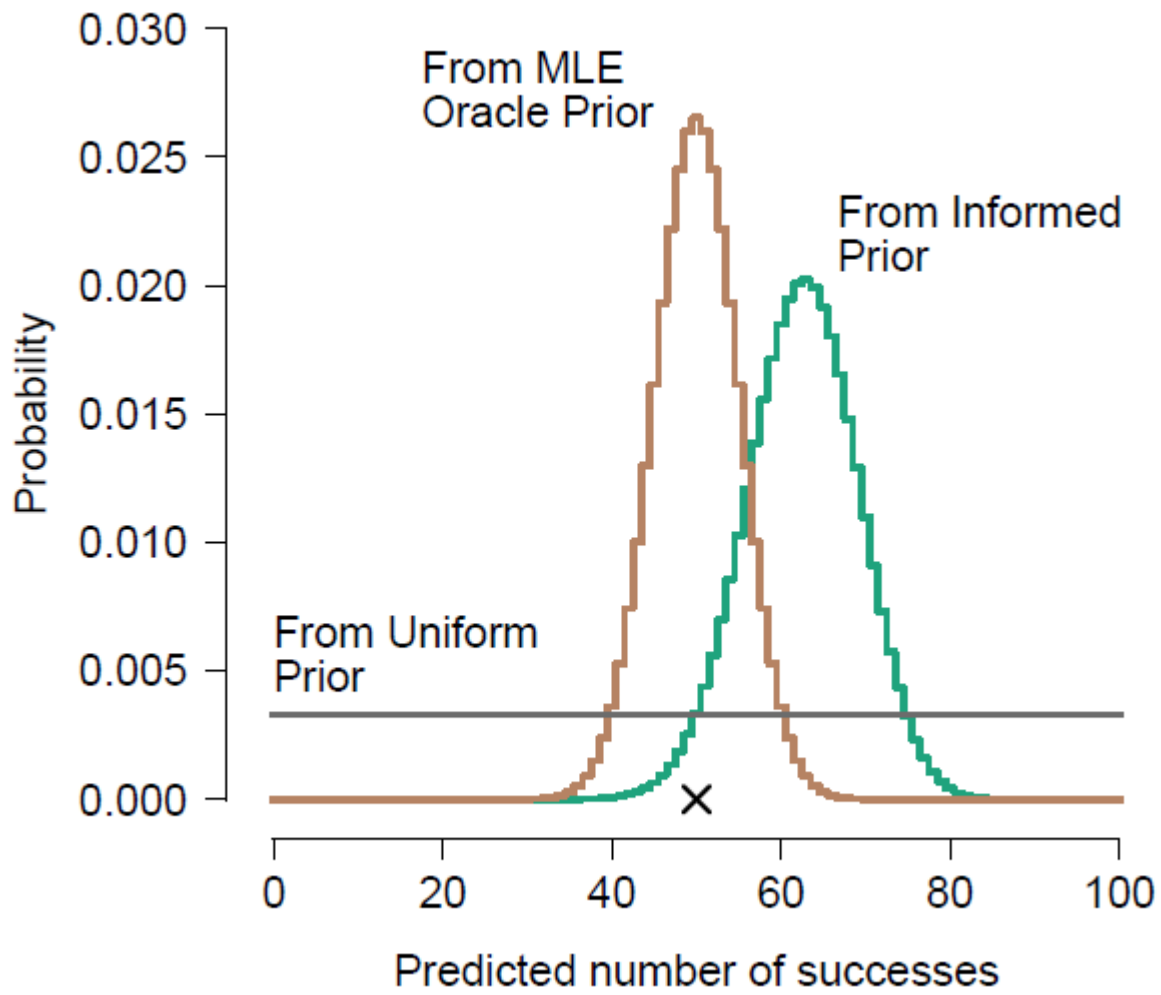 0.030
From MLE
Oracle Prior
0.025
From Informed
Prior
0.020
Probability
0.015
0.010
From Uniform
Prior
0.005
0.000
0 20 40 60 80 100
Predicted number of successes